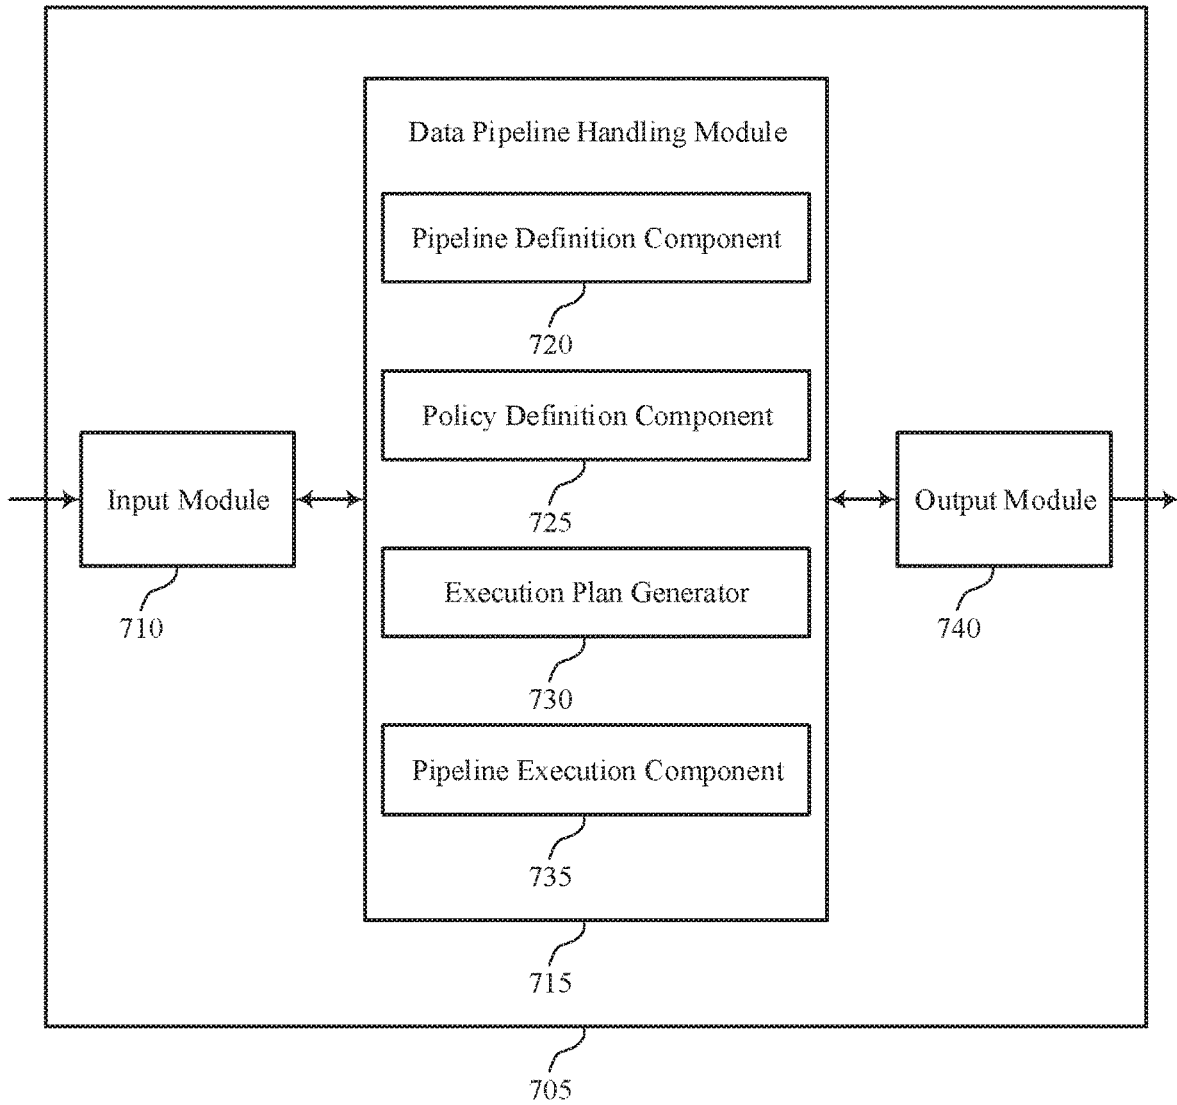 Data Pipeline Handling Module
Pipeline Definition Component
720
Policy Definition Component
725
Input Module
710
Output Module
740
Execution Plan Generator
730
Pipeline Execution Component
735
715
705